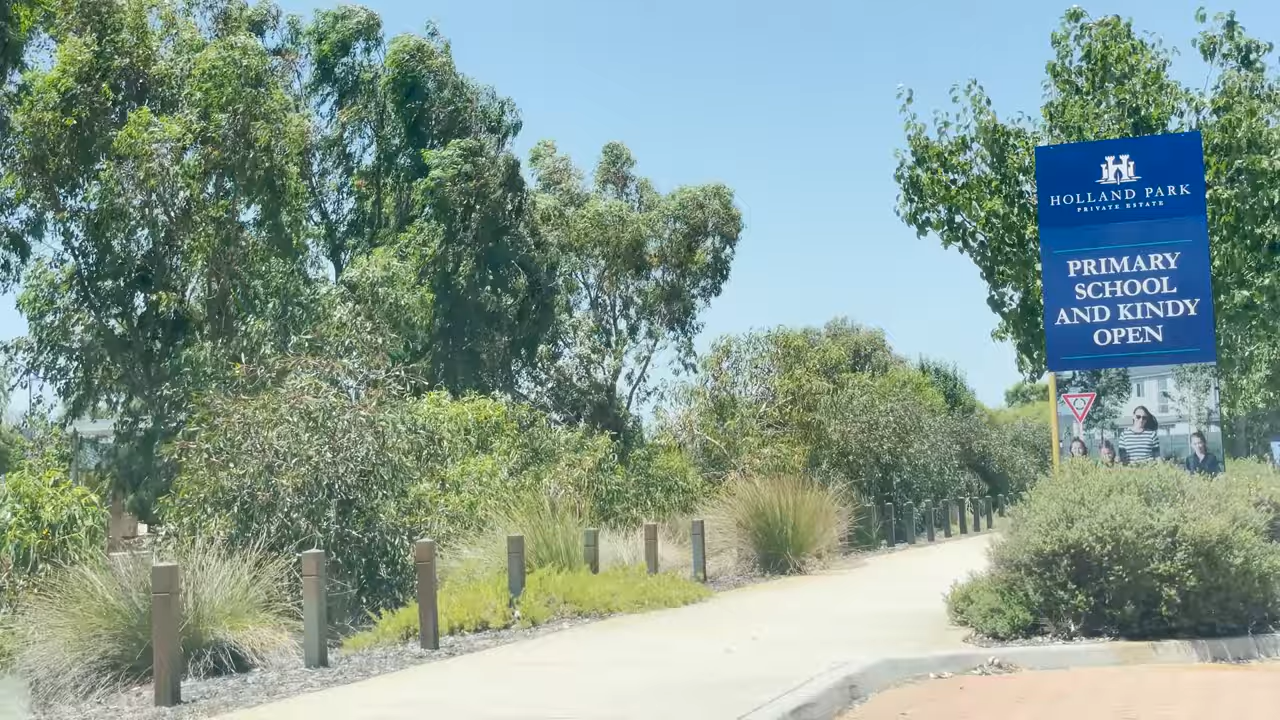 HOLLAND PARK
PRIVATE ESTATE
PRIMARY
SCHOOL
AND KINDY
OPEN